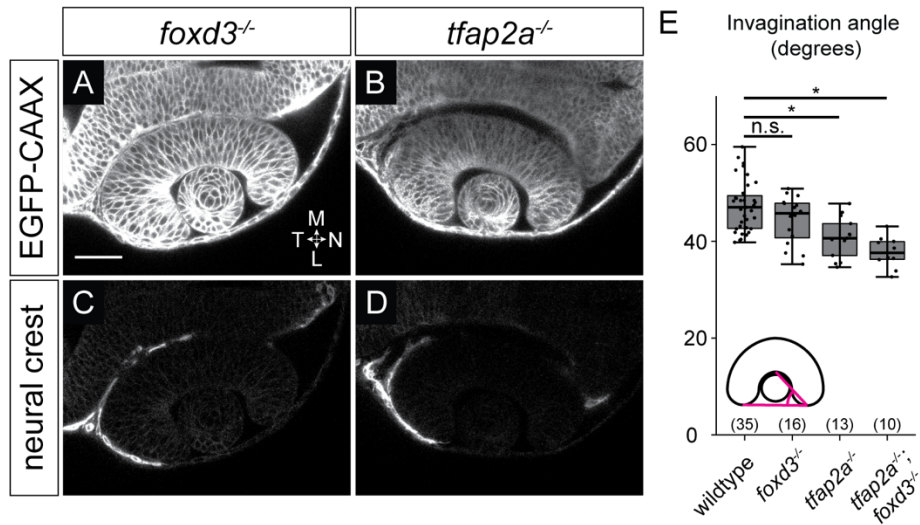 foxd3-/-
tfap2a-/-
EGFP-CAAX
neural crest
A
B
M
T N
L
C
D
E
Invagination angle
(degrees)
*
*
n.s.
60
40
20
0
(35) (16) (13) (10)
wildtype
foxd3-/-
tfap2a-/-
tfap2a-/-;
foxd3-/-